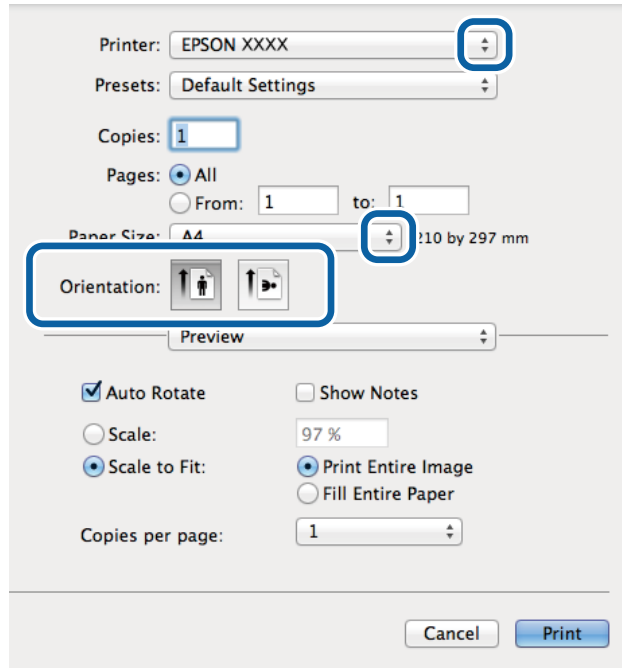 Printer: EPSON XXXX
Presets: Default Settings
Copies: 1
Pages: All
From: 1 to: 1
Paper Size: A4 210 by 297 mm
Orientation:
Preview
Auto Rotate Show Notes
Scale: 97 %
Scale to Fit: Print Entire Image
Fill Entire Paper
Copies per page: 1
Cancel Print